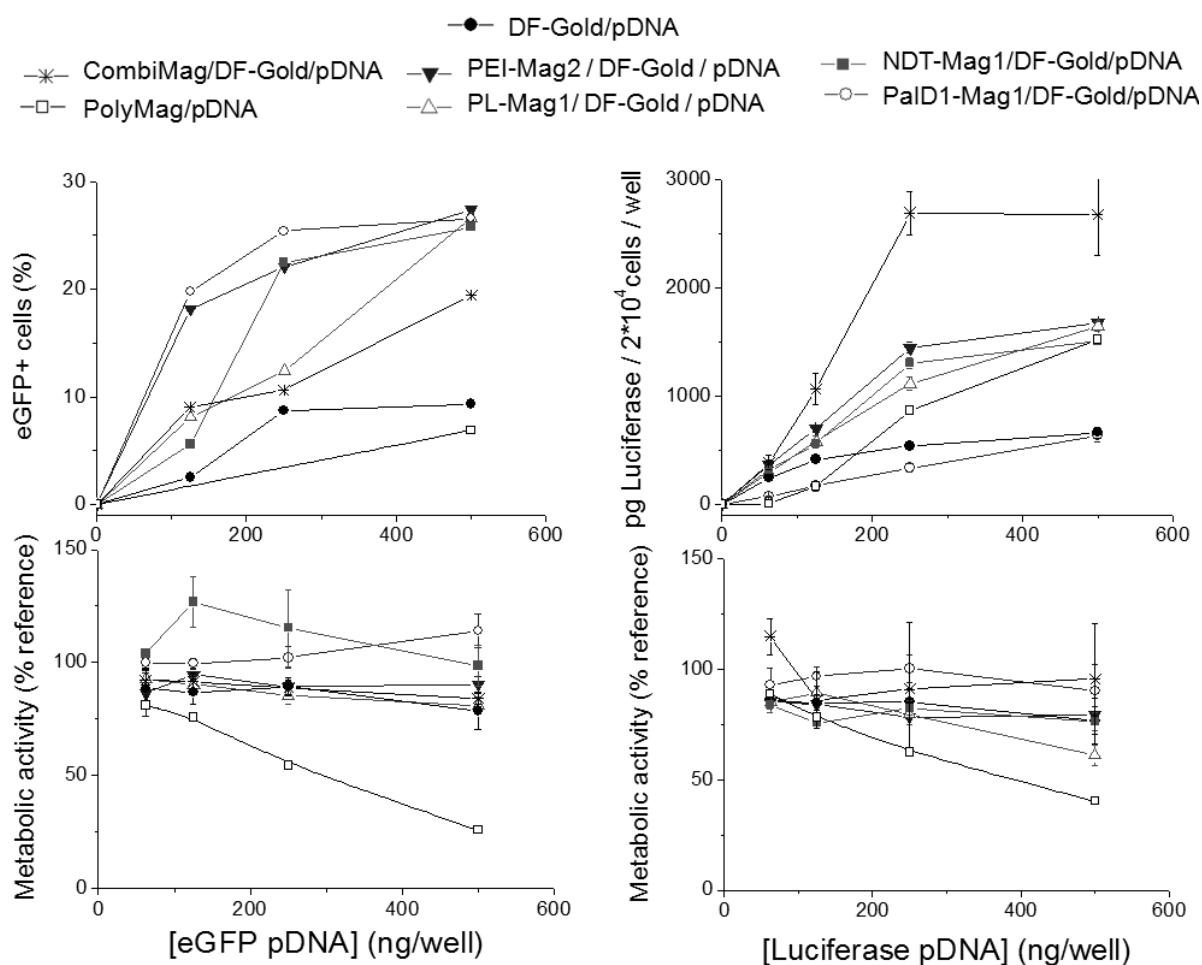 DF-Gold/pDNA
CombiMag/DF-Gold/pDNA
PEI-Mag2 / DF-Gold / pDNA
NDT-Mag1/DF-Gold/pDNA
PolyMag/pDNA
PL-Mag1/ DF-Gold / pDNA
PalD1-Mag1/DF-Gold/pDNA
eGFP+ cells (%)
30
20
10
0
0 200 400 600
pg Luciferase / 2*10⁴ cells / well
3000
2000
1000
0
0 200 400 600
Metabolic activity (% reference)
150
100
50
0
0 200 400 600
[eGFP pDNA] (ng/well)
Metabolic activity (% reference)
150
100
50
0
0 200 400 600
[Luciferase pDNA] (ng/well)